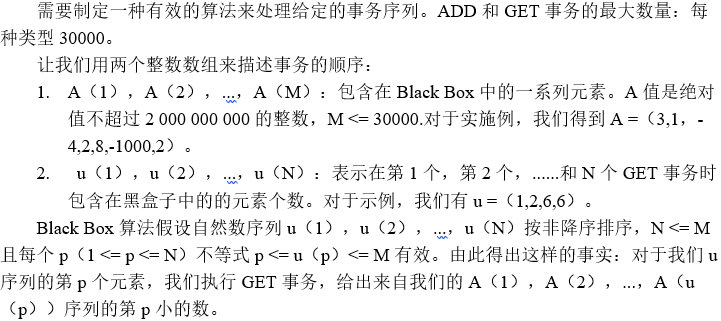 需要制定一种有效的算法来处理给定的事务序列。ADD 和 GET 事务的最大数量：每
种类型 30000。
让我们用两个整数数组来描述事务的顺序：
1. A（1），A（2），...，A（M）：包含在 Black Box 中的一系列元素。A 值是绝对
值不超过 2 000 000 000 的整数，M <= 30000.对于实施例，我们得到 A =（3,1，-
4,2,8,-1000,2）。
2. u（1），u（2），...，u（N）：表示在第 1 个，第 2 个，......和 N 个 GET 事务时
包含在黑盒子中的的元素个数。对于示例，我们有 u =（1,2,6,6）。
Black Box 算法假设自然数序列 u（1），u（2），...，u（N）按非降序排序，N <= M
且每个 p（1 <= p <= N）不等式 p <= u（p）<= M 有效。由此得出这样的事实：对于我们 u
序列的第 p 个元素，我们执行 GET 事务，给出来自我们的 A（1），A（2），...，A（u
（p））序列的第 p 小的数。